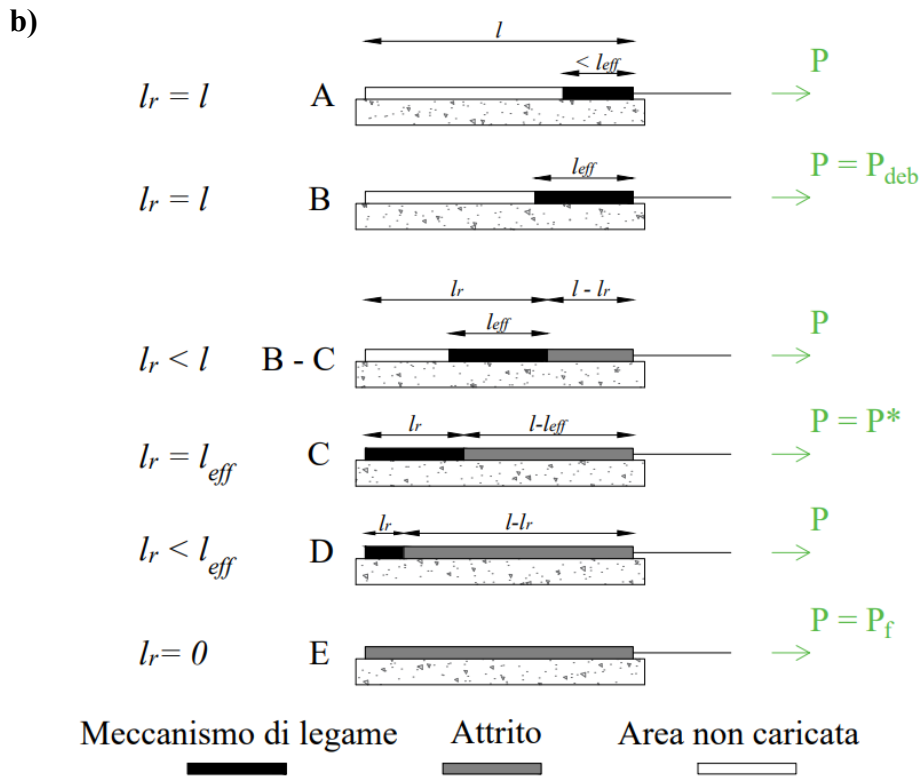 b)
l
< l_eff
l_r = l A P
l_eff
l_r = l B P = P_deb
l_r l - l_r
l_eff
l_r < l B - C P
l_r l-l_eff
l_r = l_eff C P = P*
l_r l-l_r
l_r < l_eff D P
l_r = 0 E P = P_f
Meccanismo di legame Attrito Area non caricata